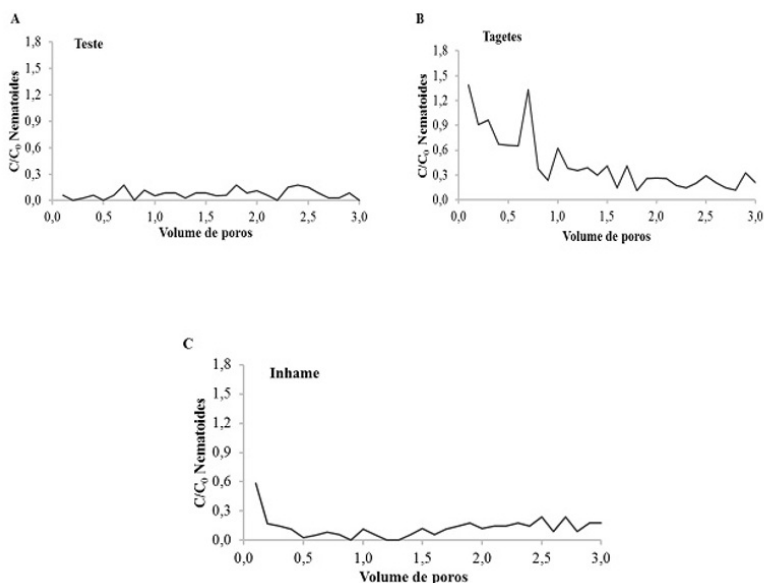 A
Teste
C/C₀ Nematoides
1,8
1,5
1,2
0,9
0,6
0,3
0,0
0,0 0,5 1,0 1,5 2,0 2,5 3,0
Volume de poros
B
Tagetes
C/C₀ Nematoides
1,8
1,5
1,2
0,9
0,6
0,3
0,0
0,0 0,5 1,0 1,5 2,0 2,5 3,0
Volume de poros
C
Inhame
C/C₀ Nematoides
1,8
1,5
1,2
0,9
0,6
0,3
0,0
0,0 0,5 1,0 1,5 2,0 2,5 3,0
Volume de poros